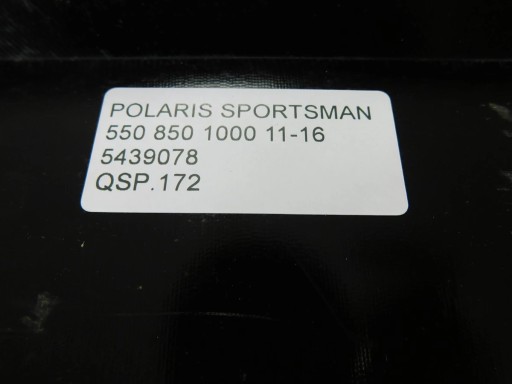 POLARIS SPORTSMAN
550 850 1000 11-16
5439078
QSP.172